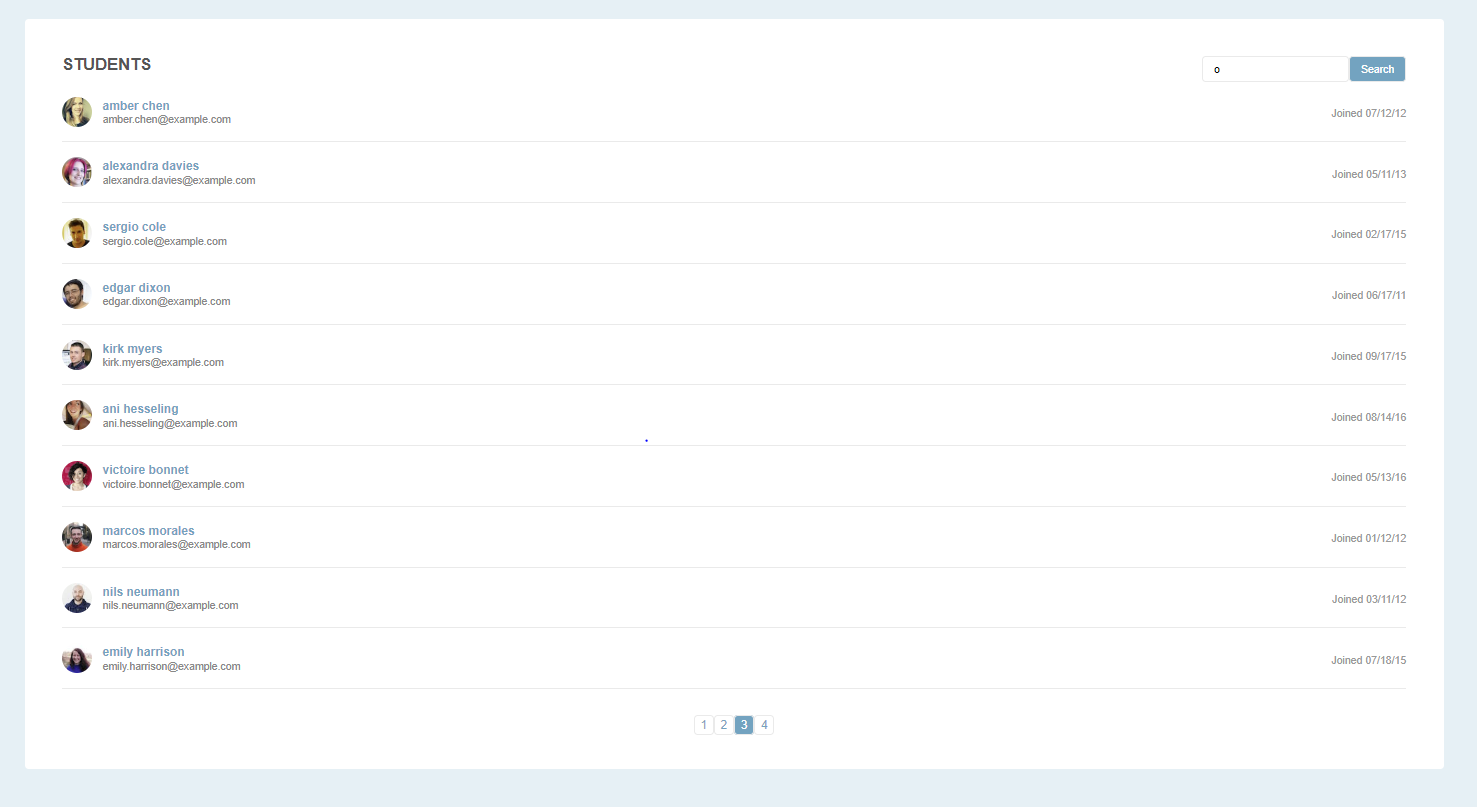 STUDENTS
o
Search
amber chen
amber.chen@example.com
Joined 07/12/12
alexandra davies
alexandra.davies@example.com
Joined 05/11/13
sergio cole
sergio.cole@example.com
Joined 02/17/15
edgar dixon
edgar.dixon@example.com
Joined 06/17/11
kirk myers
kirk.myers@example.com
Joined 09/17/15
ani hesseling
ani.hesseling@example.com
Joined 08/14/16
victoire bonnet
victoire.bonnet@example.com
Joined 05/13/16
marcos morales
marcos.morales@example.com
Joined 01/12/12
nils neumann
nils.neumann@example.com
Joined 03/11/12
emily harrison
emily.harrison@example.com
Joined 07/18/15
1 2 3 4